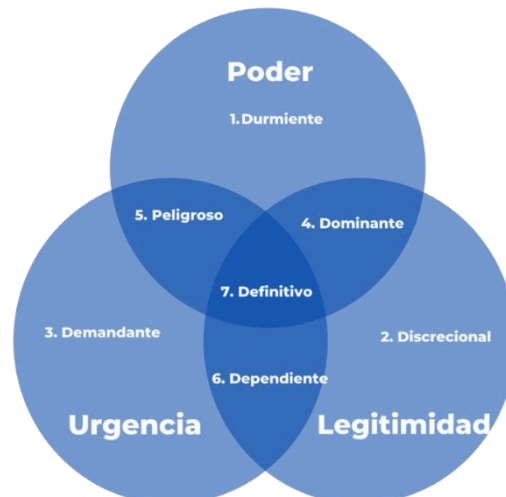 Poder
1.Durmiente
5. Peligroso
4. Dominante
7. Definitivo
3. Demandante
2. Discrecional
6. Dependiente
Urgencia
Legitimidad